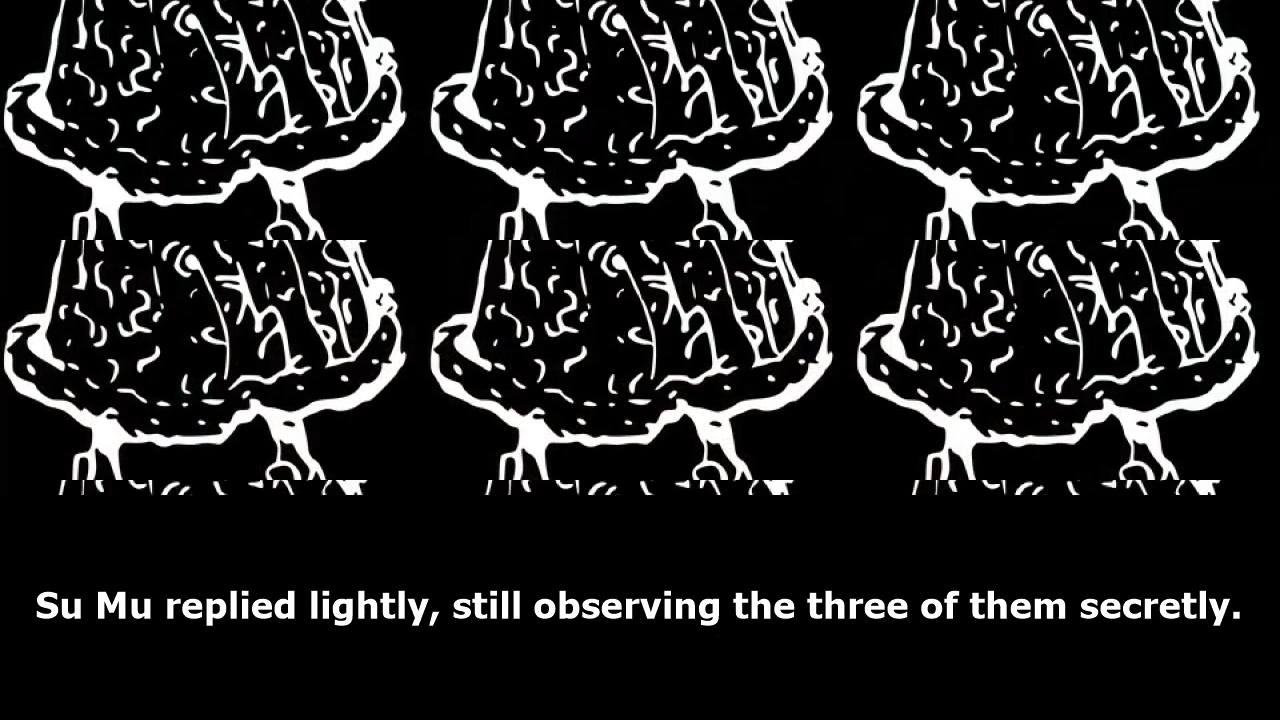 Su Mu replied lightly, still observing the three of them secretly.